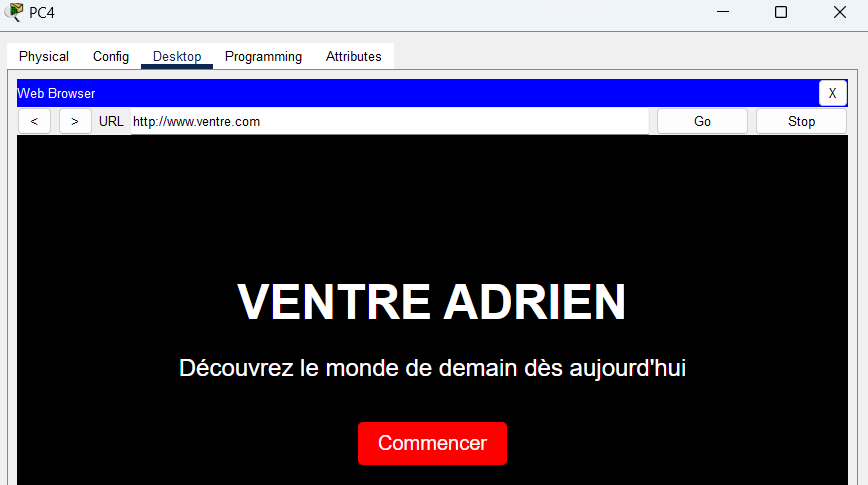 PC4
Physical Config Desktop Programming Attributes
Web Browser X
< > URL http://www.ventre.com Go Stop
VENTRE ADRIEN
Découvrez le monde de demain dès aujourd'hui
Commencer